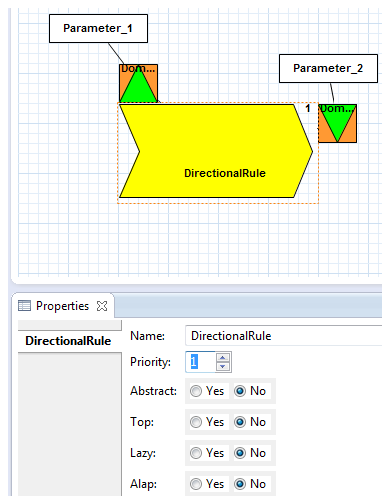 Parameter_1
Dom...
Parameter_2
1
Dom...
DirectionalRule
Properties
DirectionalRule
Name: DirectionalRule
Priority: 1
Abstract: Yes No
Top: Yes No
Lazy: Yes No
Alap: Yes No